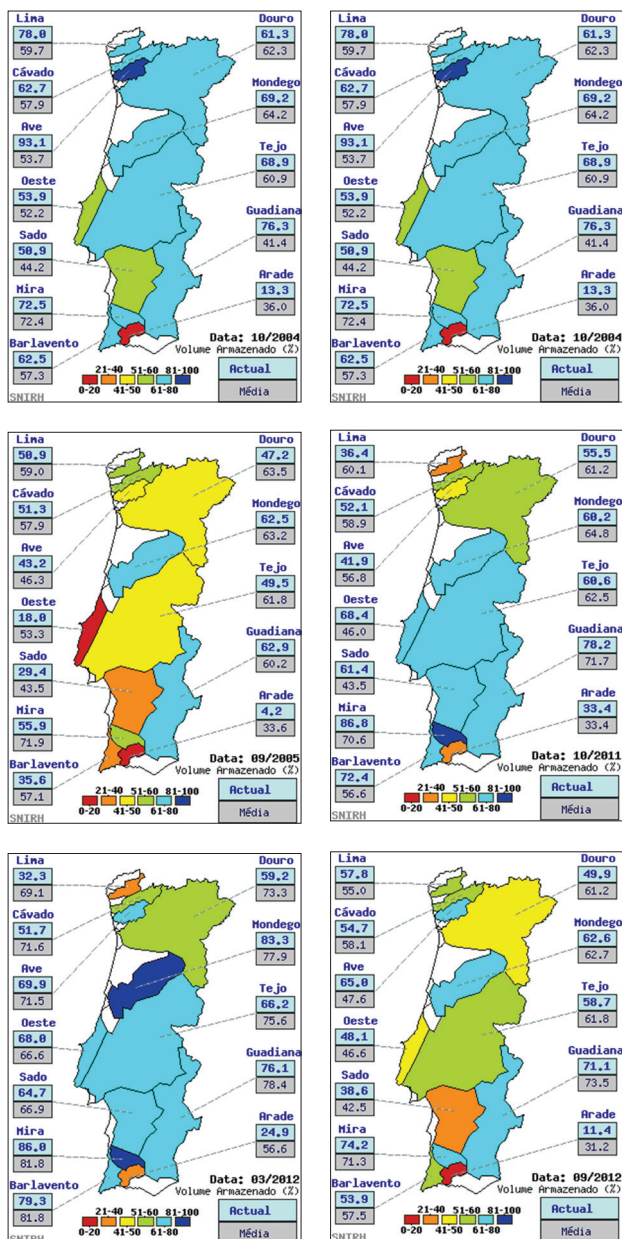 Lima
78.0
59.7
Cávado
62.7
57.9
Ave
93.1
53.7
Oeste
53.9
52.2
Sado
50.9
44.2
Mira
72.5
72.4
Barlavento
62.5
57.3
Douro
61.3
62.3
Mondego
69.2
64.2
Tejo
68.9
60.9
Guadiana
76.3
41.4
Arade
13.3
36.0
Data: 10/2004
Volume Armazenado (%)
21-40 51-60 81-100
0-20 41-50 61-80
Actual
Média
SNIRH
Lima
78.0
59.7
Cávado
62.7
57.9
Ave
93.1
53.7
Oeste
53.9
52.2
Sado
50.9
44.2
Mira
72.5
72.4
Barlavento
62.5
57.3
Douro
61.3
62.3
Mondego
69.2
64.2
Tejo
68.9
60.9
Guadiana
76.3
41.4
Arade
13.3
36.0
Data: 10/2004
Volume Armazenado (%)
21-40 51-60 81-100
0-20 41-50 61-80
Actual
Média
SNIRH
Lima
50.9
59.0
Cávado
51.3
57.9
Ave
43.2
46.3
Oeste
18.0
53.3
Sado
29.4
43.5
Mira
55.9
71.9
Barlavento
35.6
57.1
Douro
47.2
63.5
Mondego
62.5
63.2
Tejo
49.5
61.8
Guadiana
62.9
60.2
Arade
4.2
33.6
Data: 09/2005
Volume Armazenado (%)
21-40 51-60 81-100
0-20 41-50 61-80
Actual
Média
SNIRH
Lima
36.4
60.1
Cávado
52.1
58.9
Ave
41.9
56.8
Oeste
68.4
46.0
Sado
61.4
43.5
Mira
86.8
70.6
Barlavento
72.4
56.6
Douro
55.5
61.2
Mondego
60.2
64.8
Tejo
60.6
62.5
Guadiana
78.2
71.7
Arade
33.4
33.4
Data: 10/2011
Volume Armazenado (%)
21-40 51-60 81-100
0-20 41-50 61-80
Actual
Média
SNIRH
Lima
32.3
69.1
Cávado
51.7
71.6
Ave
69.9
71.5
Oeste
68.0
66.6
Sado
64.7
66.9
Mira
86.0
81.8
Barlavento
79.3
81.8
Douro
59.2
73.3
Mondego
83.3
77.9
Tejo
66.2
75.6
Guadiana
76.1
78.4
Arade
24.9
56.6
Data: 03/2012
Volume Armazenado (%)
21-40 51-60 81-100
0-20 41-50 61-80
Actual
Média
SNIRH
Lima
57.8
55.0
Cávado
54.7
58.1
Ave
65.0
47.6
Oeste
48.1
46.6
Sado
38.6
42.5
Mira
74.2
71.3
Barlavento
53.9
57.5
Douro
49.9
61.2
Mondego
62.6
62.7
Tejo
58.7
61.8
Guadiana
71.1
73.5
Arade
11.4
31.2
Data: 09/2012
Volume Armazenado (%)
21-40 51-60 81-100
0-20 41-50 61-80
Actual
Média
SNIRH